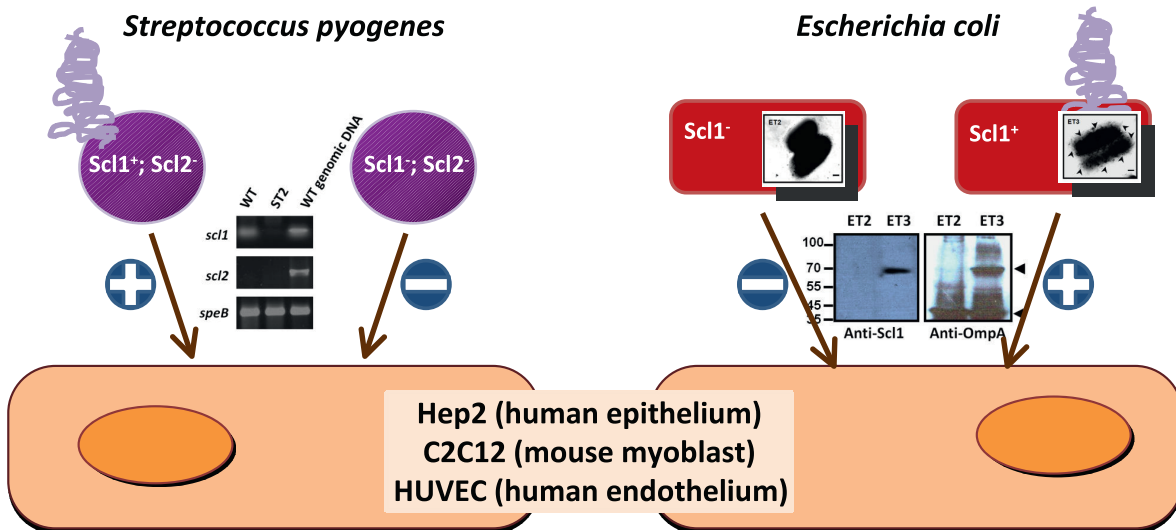 Streptococcus pyogenes
Escherichia coli
Scl1⁺; Scl2⁻
Scl1⁻; Scl2⁻
WT
ST2
WT genomic DNA
scl1
scl2
speB
Scl1⁻
ET2
Scl1⁺
ET3
ET2 ET3
ET2 ET3
100
70
55
45
35
Anti-Scl1
Anti-OmpA
Hep2 (human epithelium)
C2C12 (mouse myoblast)
HUVEC (human endothelium)